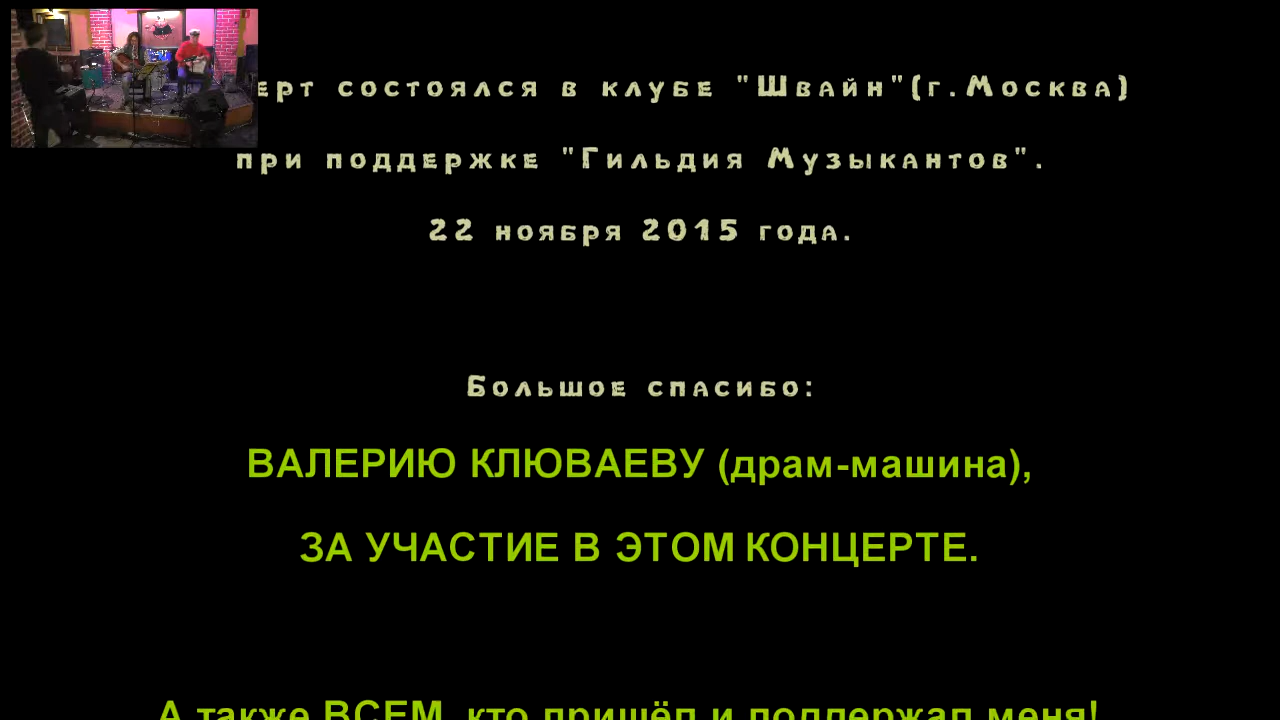 ерт состоялся в клубе "Швайн"(г.Москва)
при поддержке "Гильдия Музыкантов".
22 ноября 2015 года.
Большое спасибо:
ВАЛЕРИЮ КЛЮВАЕВУ (драм-машина),
ЗА УЧАСТИЕ В ЭТОМ КОНЦЕРТЕ.
А также ВСЕМ, кто пришёл и поддержал меня!